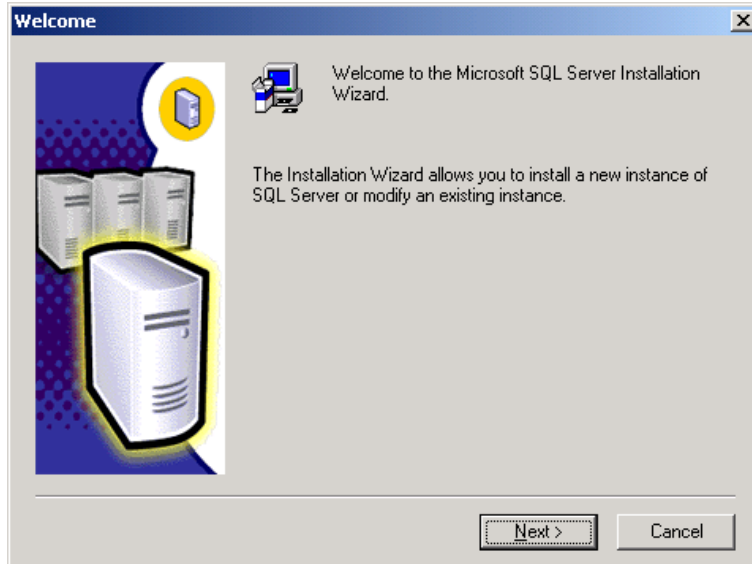 Welcome
Welcome to the Microsoft SQL Server Installation
Wizard.
The Installation Wizard allows you to install a new instance of
SQL Server or modify an existing instance.
Next >
Cancel